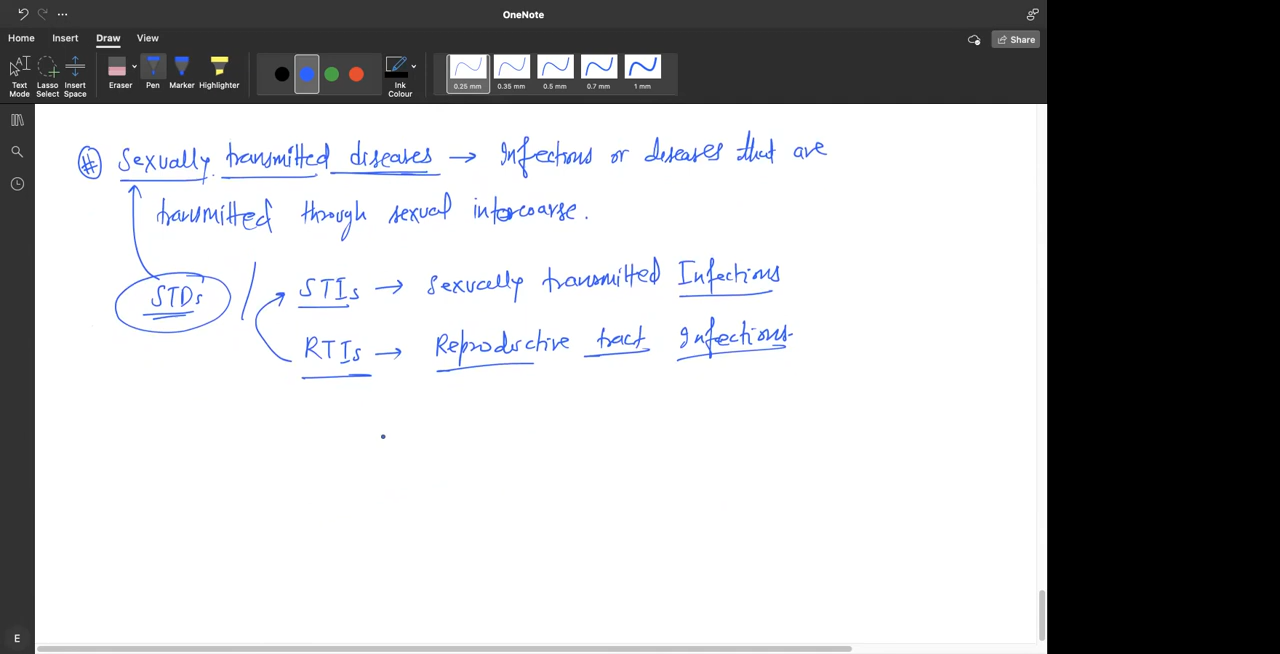 OneNote
Home Insert Draw View
Share
Text Mode Lasso Select Insert Space Eraser Pen Marker Highlighter Ink Colour 0.25 mm 0.35 mm 0.5 mm 0.7 mm 1 mm
# Sexually transmitted diseases → Infections or diseases that are
transmitted through sexual intercoarse.
STDs / STIs → Sexually transmitted Infections
RTIs → Reproductive tract Infections
E